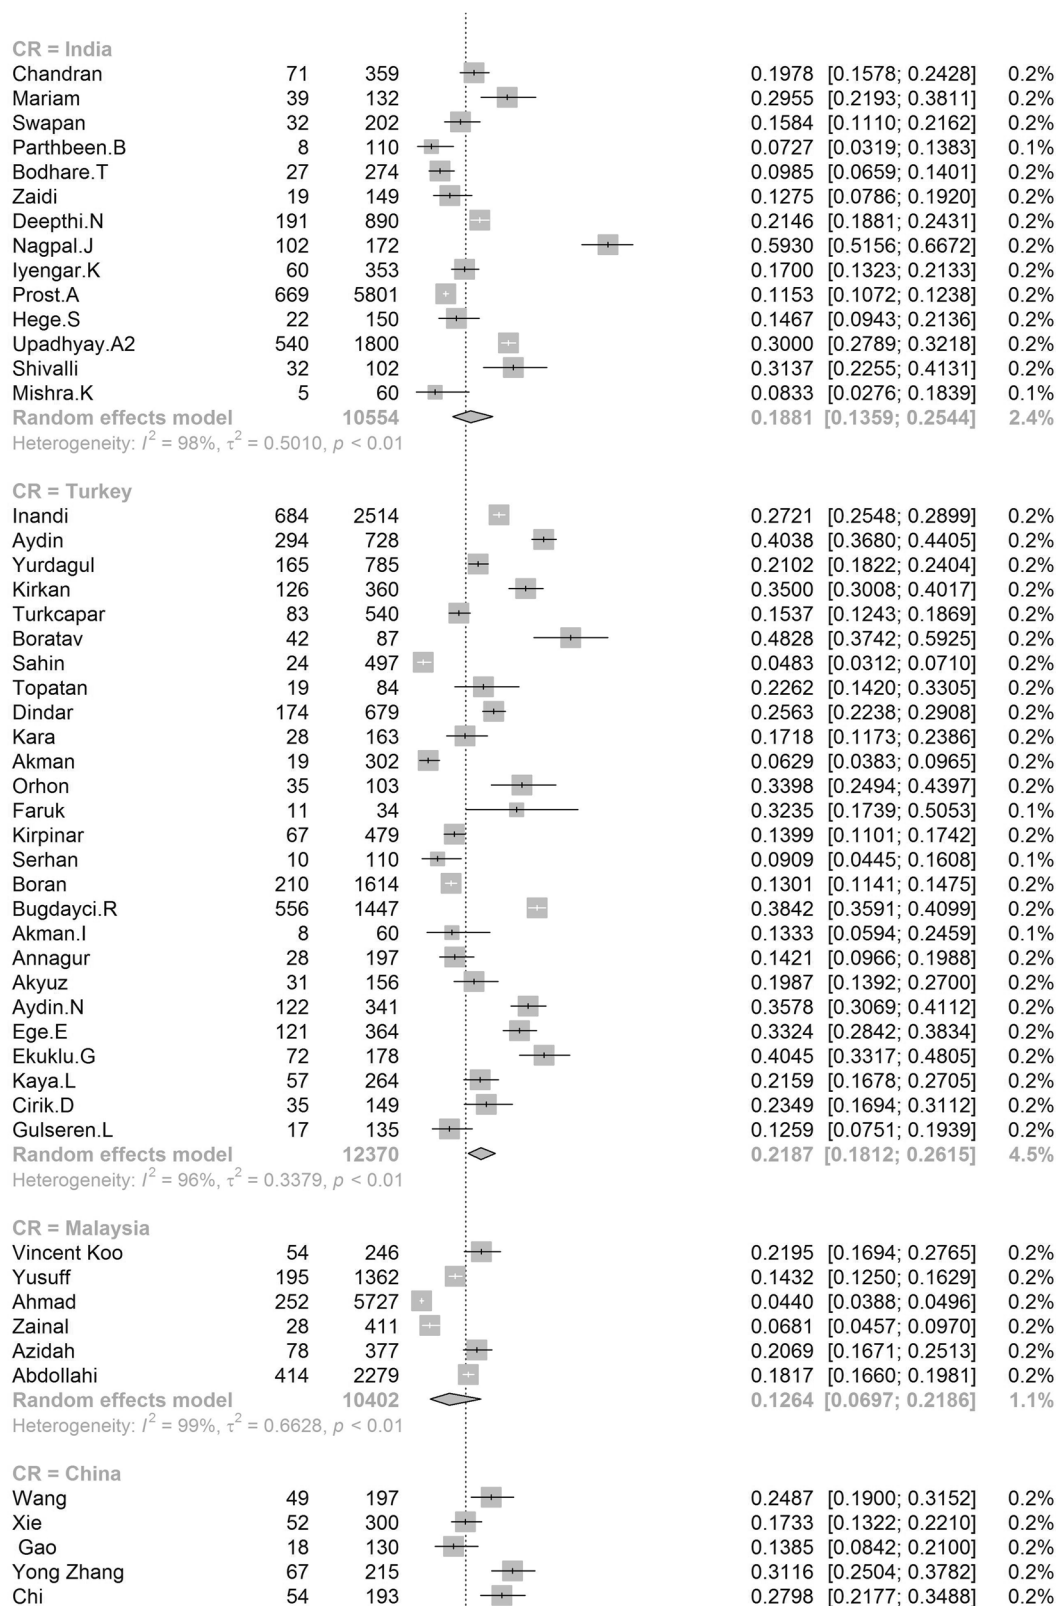 CR = India
Chandran 71 359 0.1978 [0.1578; 0.2428] 0.2%
Mariam 39 132 0.2955 [0.2193; 0.3811] 0.2%
Swapan 32 202 0.1584 [0.1110; 0.2162] 0.2%
Parthbeen.B 8 110 0.0727 [0.0319; 0.1383] 0.1%
Bodhare.T 27 274 0.0985 [0.0659; 0.1401] 0.2%
Zaidi 19 149 0.1275 [0.0786; 0.1920] 0.2%
Deepthi.N 191 890 0.2146 [0.1881; 0.2431] 0.2%
Nagpal.J 102 172 0.5930 [0.5156; 0.6672] 0.2%
Iyengar.K 60 353 0.1700 [0.1323; 0.2133] 0.2%
Prost.A 669 5801 0.1153 [0.1072; 0.1238] 0.2%
Hege.S 22 150 0.1467 [0.0943; 0.2136] 0.2%
Upadhyay.A2 540 1800 0.3000 [0.2789; 0.3218] 0.2%
Shivalli 32 102 0.3137 [0.2255; 0.4131] 0.2%
Mishra.K 5 60 0.0833 [0.0276; 0.1839] 0.1%
Random effects model 10554 0.1881 [0.1359; 0.2544] 2.4%
Heterogeneity: I² = 98%, τ² = 0.5010, p < 0.01
CR = Turkey
Inandi 684 2514 0.2721 [0.2548; 0.2899] 0.2%
Aydin 294 728 0.4038 [0.3680; 0.4405] 0.2%
Yurdagul 165 785 0.2102 [0.1822; 0.2404] 0.2%
Kirkan 126 360 0.3500 [0.3008; 0.4017] 0.2%
Turkcapar 83 540 0.1537 [0.1243; 0.1869] 0.2%
Boratav 42 87 0.4828 [0.3742; 0.5925] 0.2%
Sahin 24 497 0.0483 [0.0312; 0.0710] 0.2%
Topatan 19 84 0.2262 [0.1420; 0.3305] 0.2%
Dindar 174 679 0.2563 [0.2238; 0.2908] 0.2%
Kara 28 163 0.1718 [0.1173; 0.2386] 0.2%
Akman 19 302 0.0629 [0.0383; 0.0965] 0.2%
Orhon 35 103 0.3398 [0.2494; 0.4397] 0.2%
Faruk 11 34 0.3235 [0.1739; 0.5053] 0.1%
Kirpinar 67 479 0.1399 [0.1101; 0.1742] 0.2%
Serhan 10 110 0.0909 [0.0445; 0.1608] 0.1%
Boran 210 1614 0.1301 [0.1141; 0.1475] 0.2%
Bugdayci.R 556 1447 0.3842 [0.3591; 0.4099] 0.2%
Akman.I 8 60 0.1333 [0.0594; 0.2459] 0.1%
Annagur 28 197 0.1421 [0.0966; 0.1988] 0.2%
Akyuz 31 156 0.1987 [0.1392; 0.2700] 0.2%
Aydin.N 122 341 0.3578 [0.3069; 0.4112] 0.2%
Ege.E 121 364 0.3324 [0.2842; 0.3834] 0.2%
Ekuklu.G 72 178 0.4045 [0.3317; 0.4805] 0.2%
Kaya.L 57 264 0.2159 [0.1678; 0.2705] 0.2%
Cirik.D 35 149 0.2349 [0.1694; 0.3112] 0.2%
Gulseren.L 17 135 0.1259 [0.0751; 0.1939] 0.2%
Random effects model 12370 0.2187 [0.1812; 0.2615] 4.5%
Heterogeneity: I² = 96%, τ² = 0.3379, p < 0.01
CR = Malaysia
Vincent Koo 54 246 0.2195 [0.1694; 0.2765] 0.2%
Yusuff 195 1362 0.1432 [0.1250; 0.1629] 0.2%
Ahmad 252 5727 0.0440 [0.0388; 0.0496] 0.2%
Zainal 28 411 0.0681 [0.0457; 0.0970] 0.2%
Azidah 78 377 0.2069 [0.1671; 0.2513] 0.2%
Abdollahi 414 2279 0.1817 [0.1660; 0.1981] 0.2%
Random effects model 10402 0.1264 [0.0697; 0.2186] 1.1%
Heterogeneity: I² = 99%, τ² = 0.6628, p < 0.01
CR = China
Wang 49 197 0.2487 [0.1900; 0.3152] 0.2%
Xie 52 300 0.1733 [0.1322; 0.2210] 0.2%
Gao 18 130 0.1385 [0.0842; 0.2100] 0.2%
Yong Zhang 67 215 0.3116 [0.2504; 0.3782] 0.2%
Chi 54 193 0.2798 [0.2177; 0.3488] 0.2%